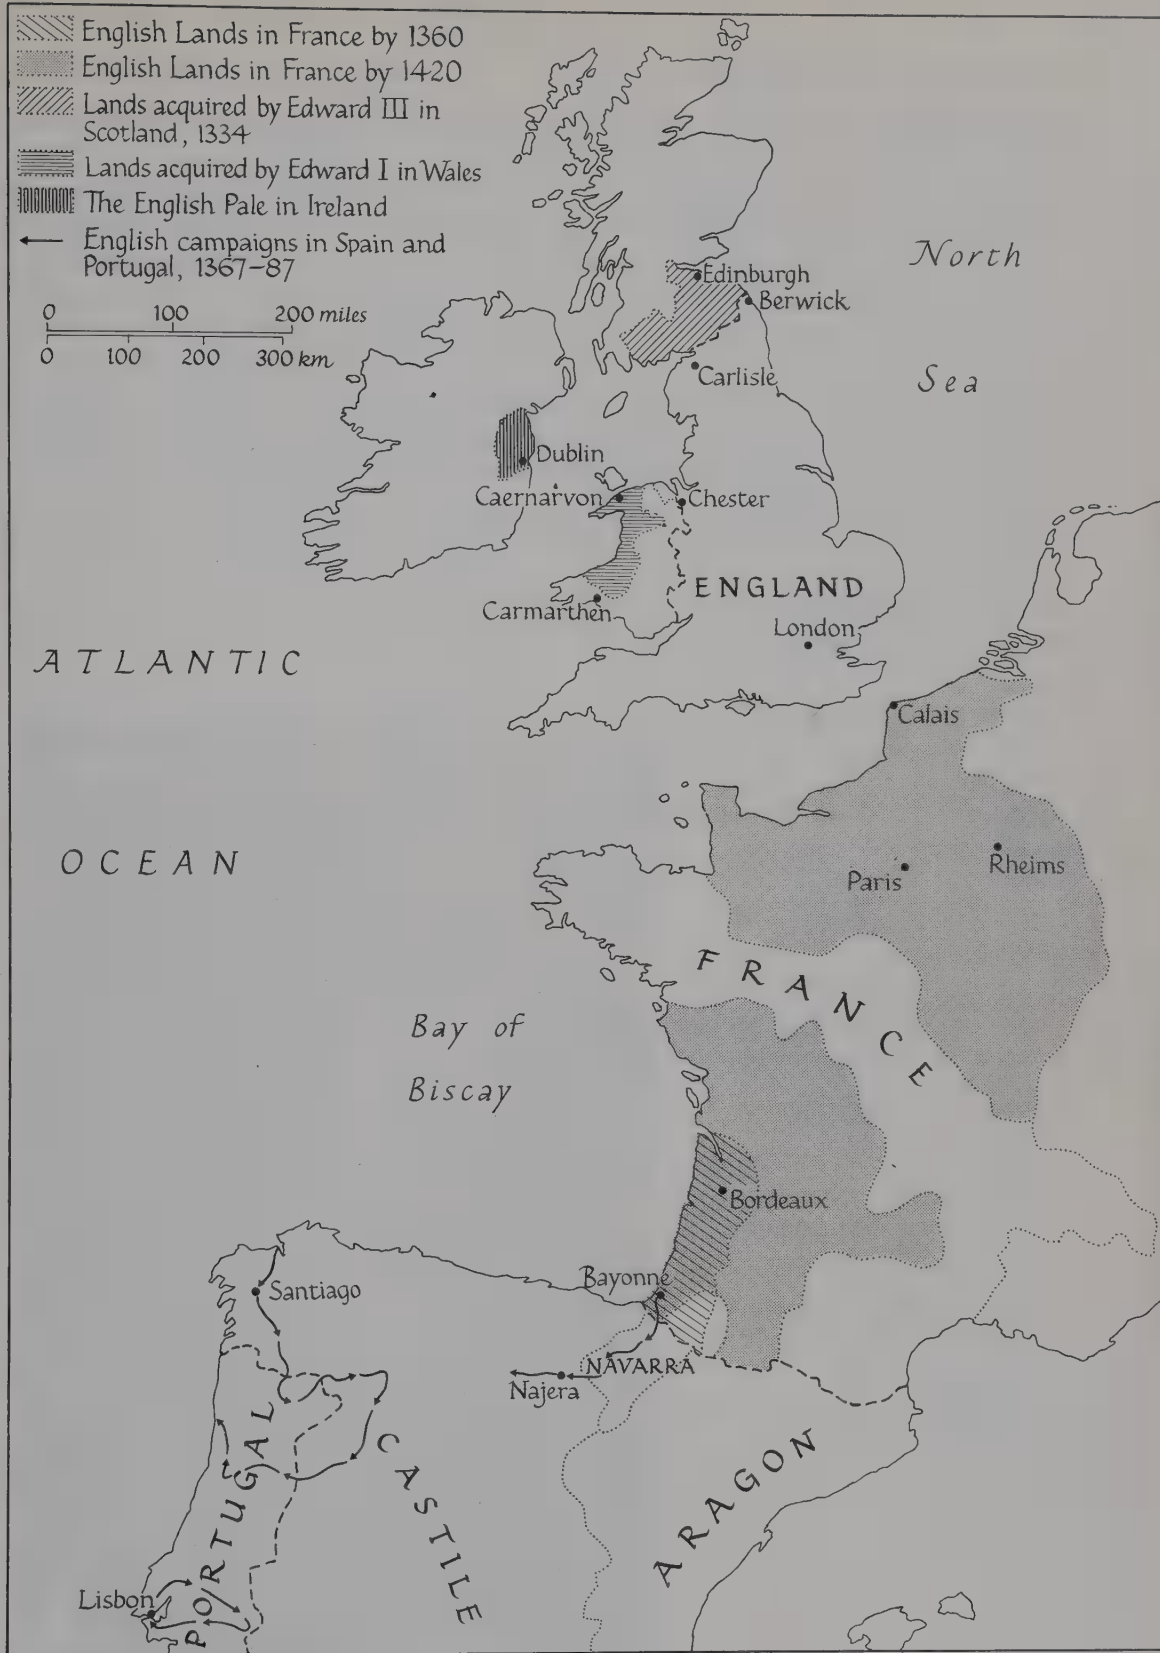 English Lands in France by 1360
English Lands in France by 1420
Lands acquired by Edward III in
Scotland, 1334
Lands acquired by Edward I in Wales
The English Pale in Ireland
English campaigns in Spain and
Portugal, 1367–87
0 100 200 miles
0 100 200 300 km
North
Sea
Edinburgh
Berwick
Carlisle
Dublin
Caernarvon
Chester
ENGLAND
Carmarthen
London
ATLANTIC
OCEAN
Calais
Rheims
Paris
FRANCE
Bay of
Biscay
Bordeaux
Bayonne
Santiago
NAVARRA
Najera
PORTUGAL
CASTILE
ARAGON
Lisbon